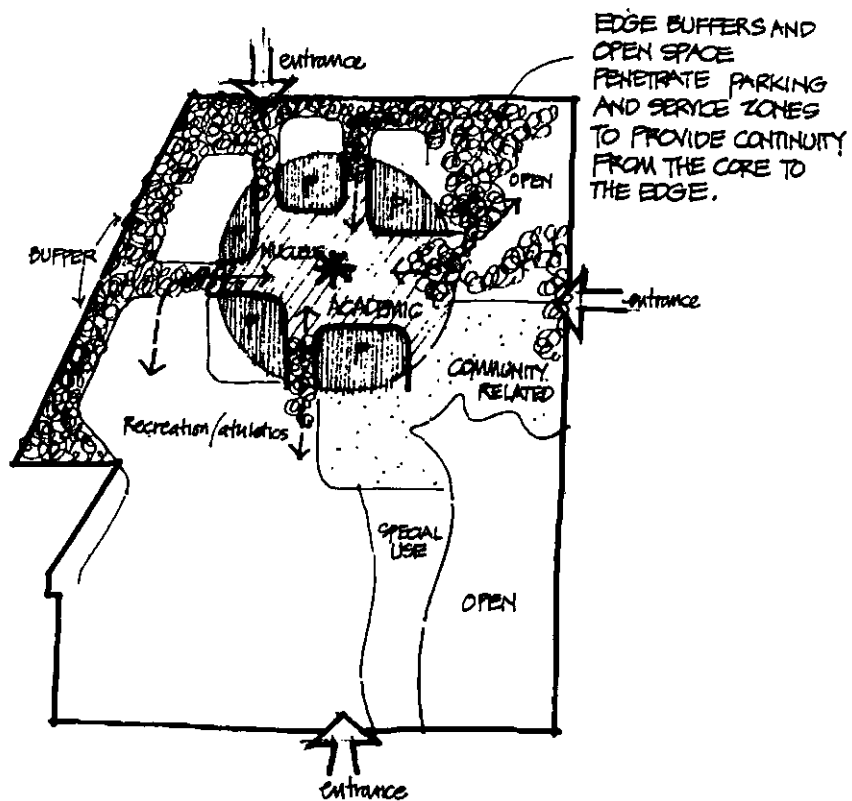 EDGE BUFFERS AND
OPEN SPACE
PENETRATE PARKING
AND SERVICE ZONES
TO PROVIDE CONTINUITY
FROM THE CORE TO
THE EDGE.
entrance
OPEN
BUFFER
NUCLEUS
ACADEMIC
entrance
COMMUNITY
RELATED
Recreation/athletics
SPECIAL
USE
OPEN
entrance